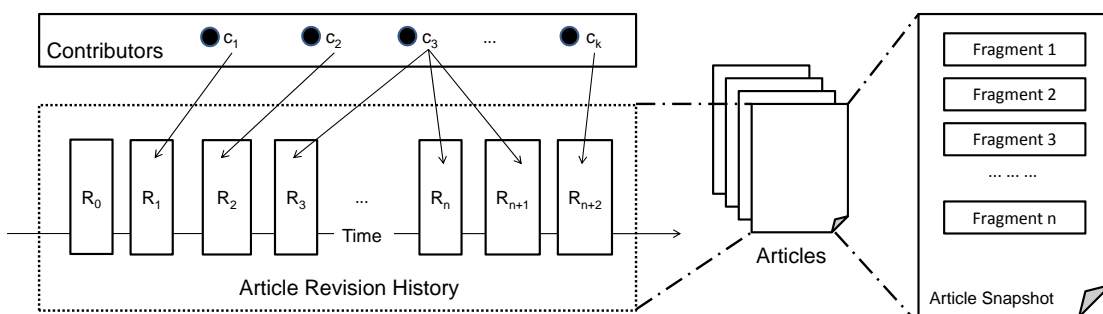 Contributors c1 c2 c3 ... ck
R0 R1 R2 R3 ... Rn Rn+1 Rn+2
Time
Article Revision History
Articles
Fragment 1
Fragment 2
Fragment 3
... ... ...
Fragment n
Article Snapshot